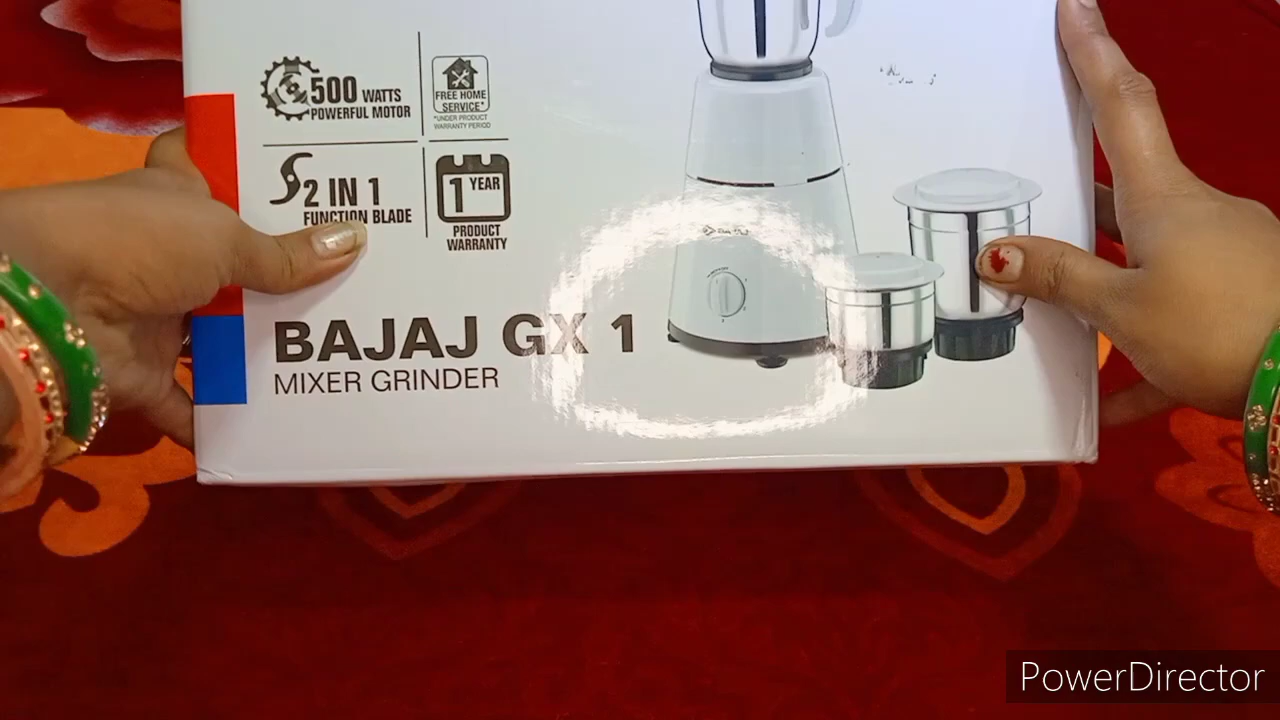 500 WATTS
POWERFUL MOTOR
FREE HOME
SERVICE*
*UNDER PRODUCT
WARRANTY PERIOD
2 IN 1
FUNCTION BLADE
1 YEAR
PRODUCT
WARRANTY
BAJAJ GX 1
MIXER GRINDER
PowerDirector